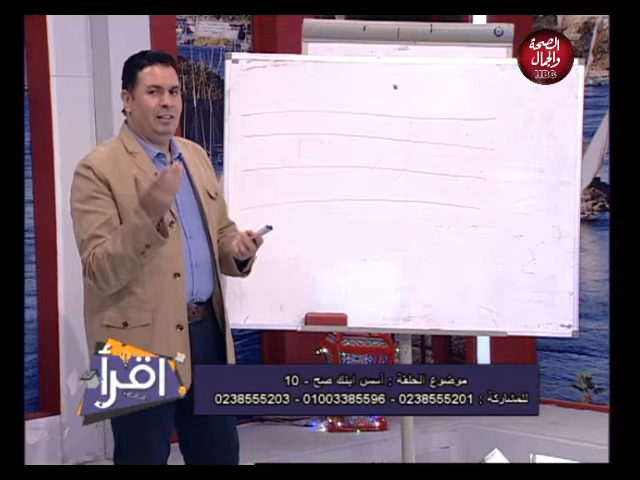 الصحة
والجمال
HBC
اقرأ
موضوع الحلقة : أسس ابنك صح - 10
للمشاركة : 0238555201 - 01003385596 - 0238555203